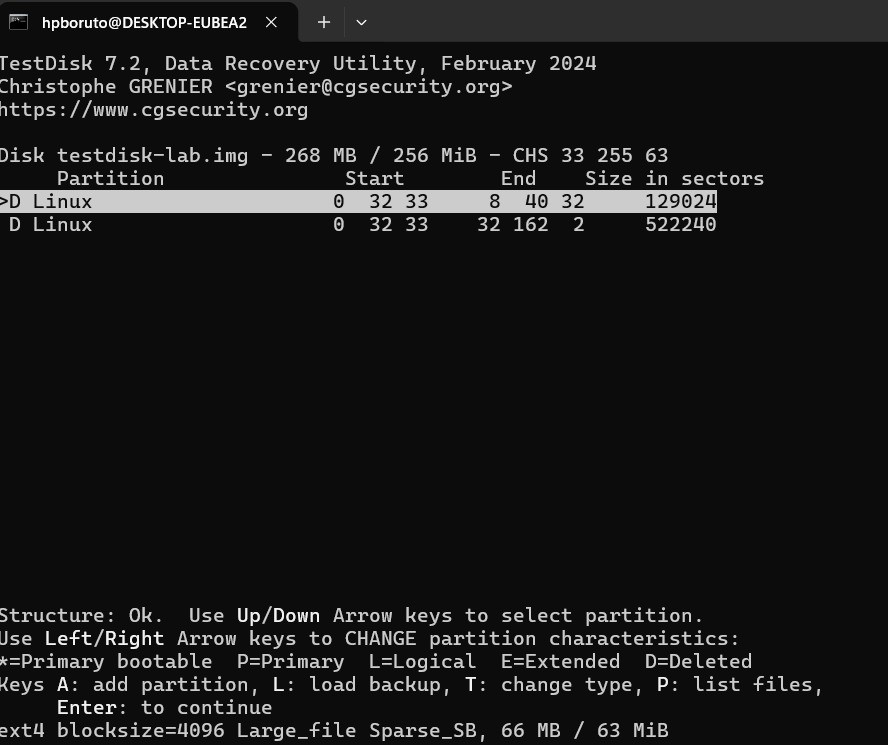 hpboruto@DESKTOP-EUBEA2
TestDisk 7.2, Data Recovery Utility, February 2024
Christophe GRENIER <grenier@cgsecurity.org>
https://www.cgsecurity.org
Disk testdisk-lab.img - 268 MB / 256 MiB - CHS 33 255 63
Partition Start End Size in sectors
>D Linux 0 32 33 8 40 32 129024
D Linux 0 32 33 32 162 2 522240
Structure: Ok. Use Up/Down Arrow keys to select partition.
Use Left/Right Arrow keys to CHANGE partition characteristics:
*=Primary bootable P=Primary L=Logical E=Extended D=Deleted
Keys A: add partition, L: load backup, T: change type, P: list files,
Enter: to continue
ext4 blocksize=4096 Large_file Sparse_SB, 66 MB / 63 MiB